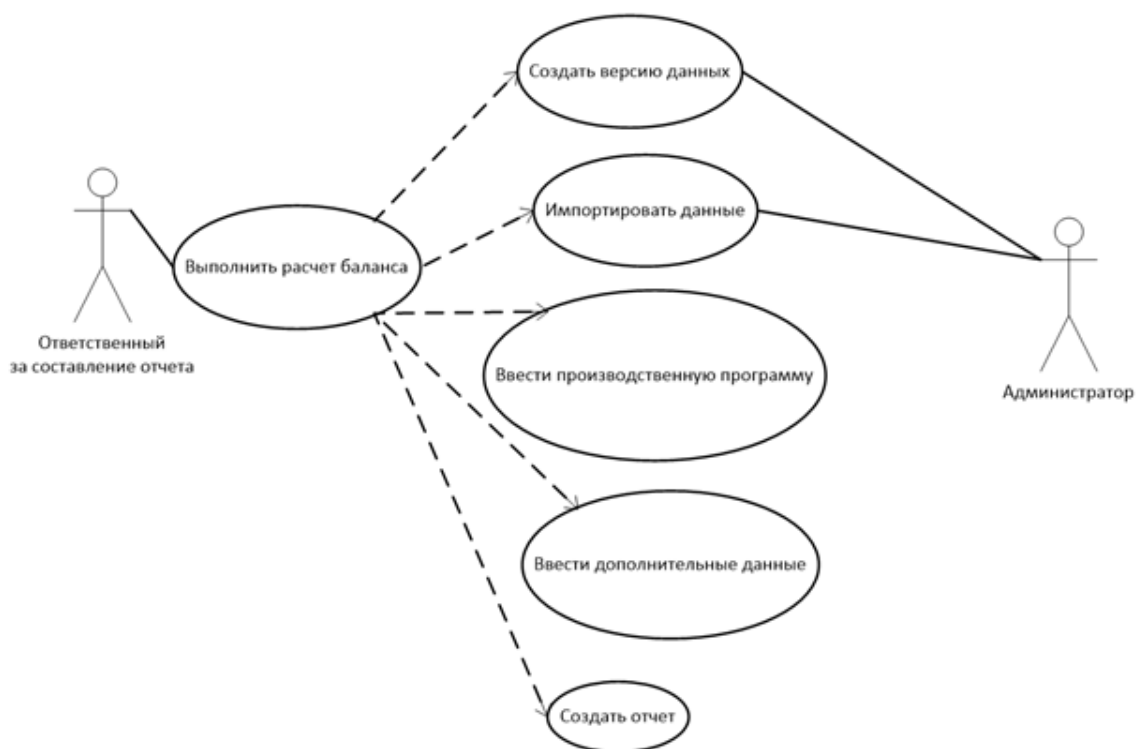 Создать версию данных
Импортировать данные
Выполнить расчет баланса
Ответственный
за составление отчета
Ввести производственную программу
Администратор
Ввести дополнительные данные
Создать отчет